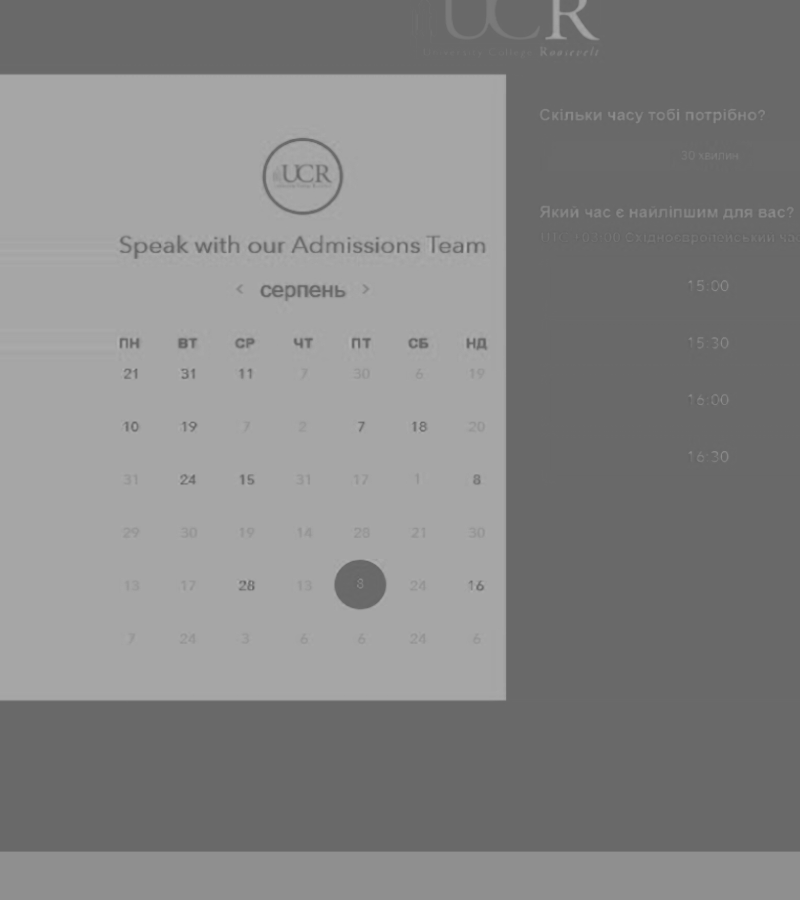 UCR
University College Roosevelt
UCR
Speak with our Admissions Team
< серпень >
ПН ВТ СР ЧТ ПТ СБ НД
21 31 11 7 30 6 19
10 19 7 2 7 18 20
31 24 15 31 17 1 8
29 30 19 14 28 21 30
13 17 28 13 8 24 16
7 24 3 6 6 24 6
Скільки часу тобі потрібно?
30 хвилин
Який час є найліпшим для вас?
Східноєвропейський
15:00
15:30
16:00
16:30